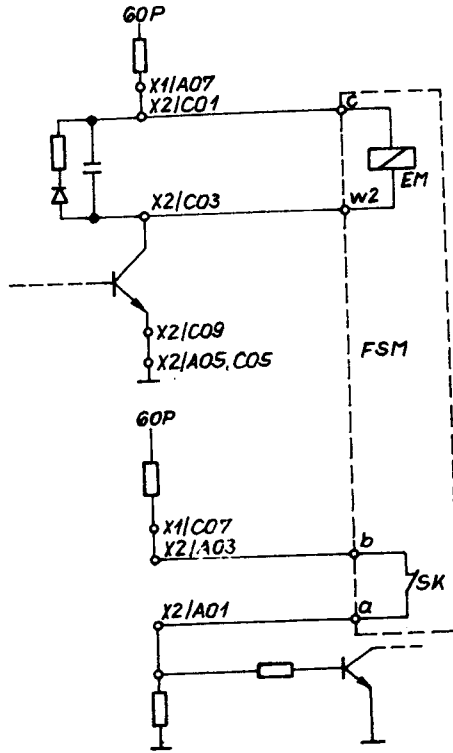 60P
X1/A07
X2/C01
c
EM
X2/C03
w2
X2/C09
X2/A05, C05
FSM
60P
X1/C07
X2/A03
b
SK
X2/A01
a